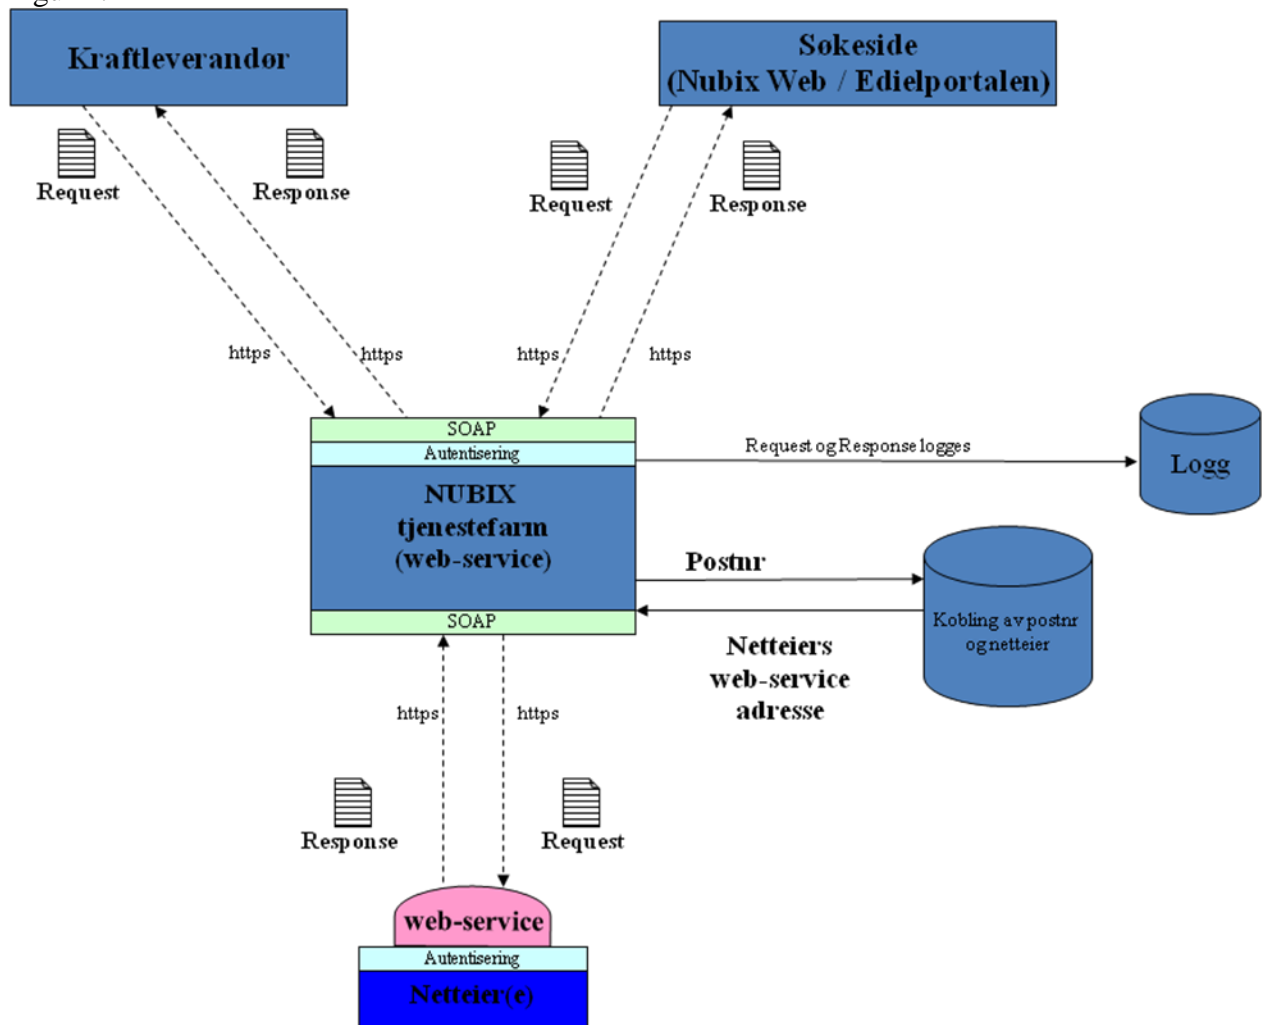 Kraftleverandør
Søkeside
(Nubix Web / Edielportalen)
Request
Response
Request
Response
https
https
https
https
SOAP
Autentisering
NUBIX
tjenestefarm
(web-service)
SOAP
Request og Response logges
Logg
Postnr
Netteiers
web-service
adresse
Kobling av postnr
og netteier
https
https
Response
Request
web-service
Autentisering
Netteier(e)